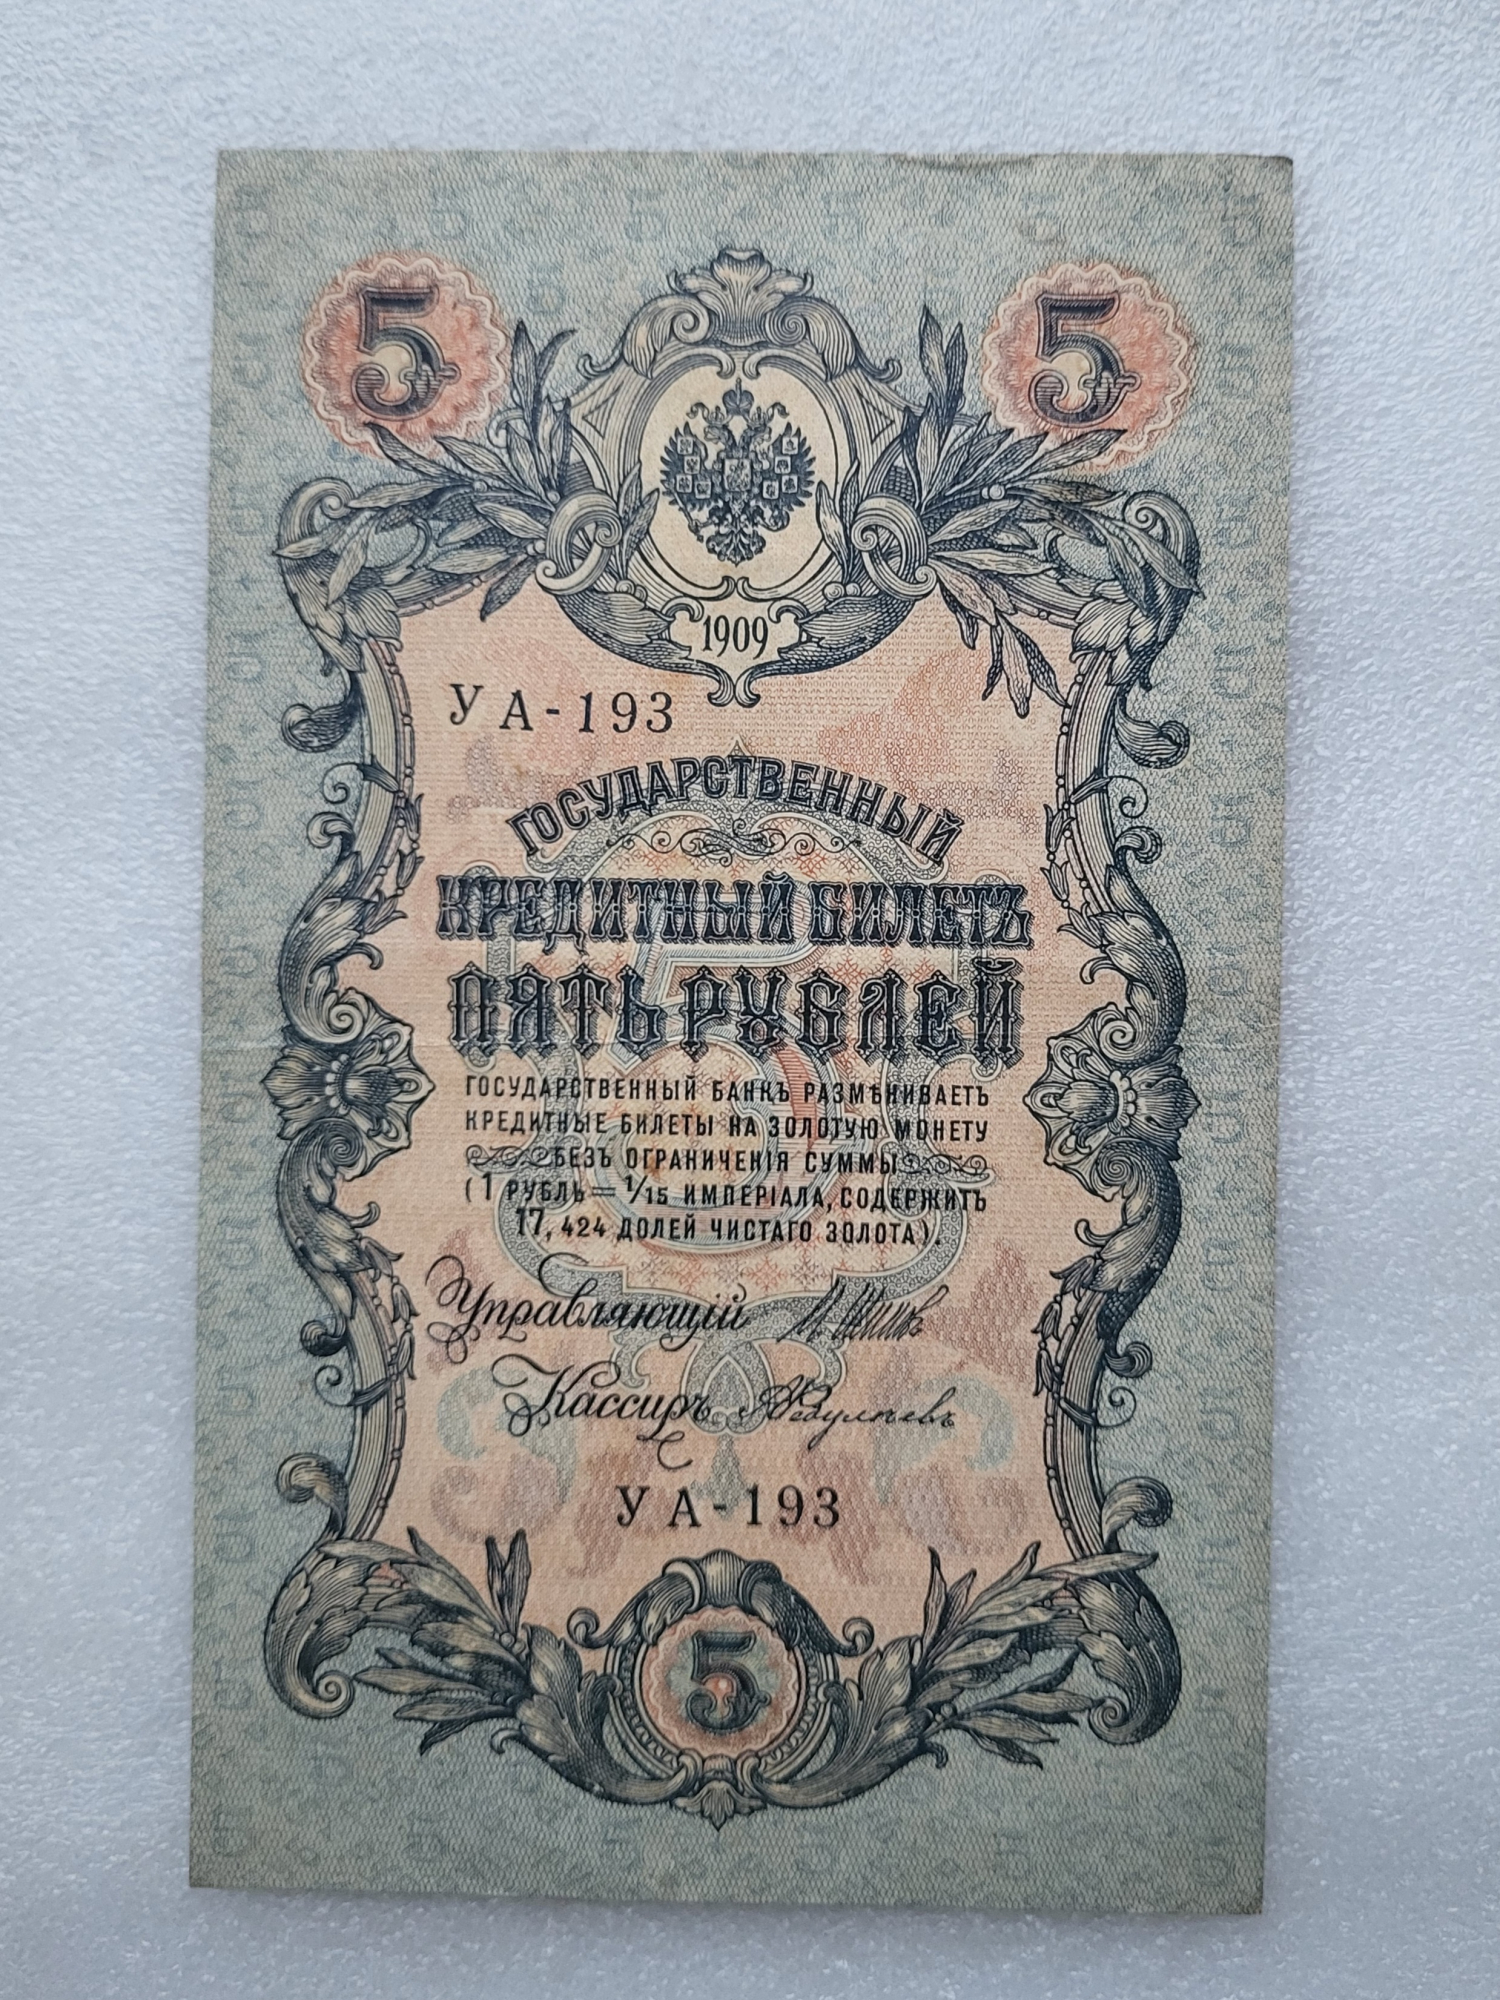 5 5
1909
УА-193
ГОСУДАРСТВЕННЫЙ
КРЕДИТНЫЙ БИЛЕТЪ
ПЯТЬ РУБЛЕЙ
ГОСУДАРСТВЕННЫЙ БАНКЪ РАЗМѢНИВАЕТЪ
КРЕДИТНЫЕ БИЛЕТЫ НА ЗОЛОТУЮ МОНЕТУ
БЕЗЪ ОГРАНИЧЕНІЯ СУММЫ
(1 РУБЛЬ = 1/15 ИМПЕРІАЛА, СОДЕРЖИТЪ
17,424 ДОЛЕЙ ЧИСТАГО ЗОЛОТА).
Управляющій И Шипов
Кассиръ
УА-193
5